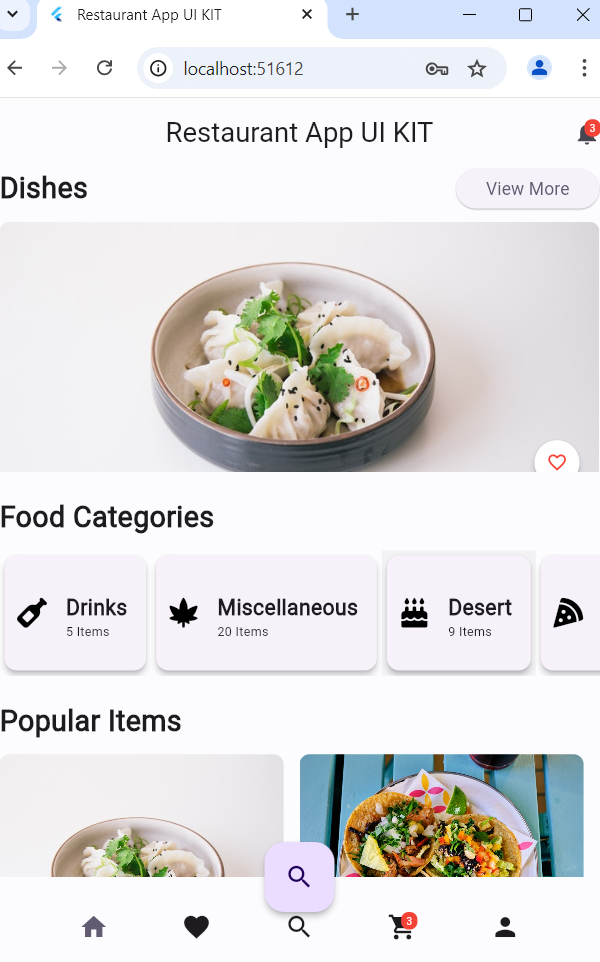 Restaurant App UI KIT
localhost:51612
Restaurant App UI KIT
3
Dishes
View More
Food Categories
Drinks
5 Items
Miscellaneous
20 Items
Desert
9 Items
Popular Items
3